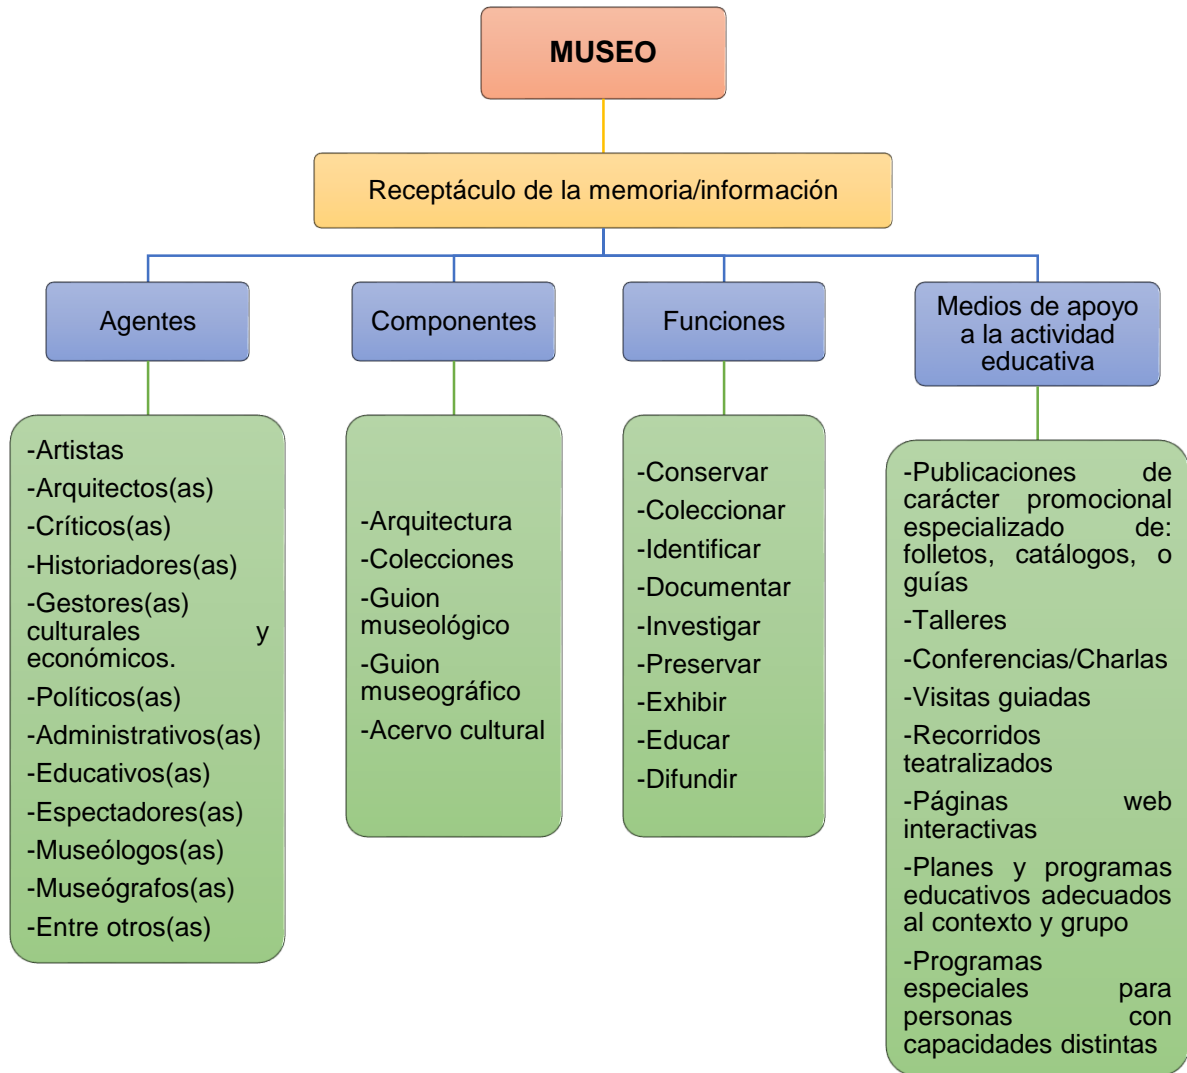 MUSEO
Receptáculo de la memoria/información
Agentes
-Artistas
-Arquitectos(as)
-Críticos(as)
-Historiadores(as)
-Gestores(as)
culturales y
económicos.
-Políticos(as)
-Administrativos(as)
-Educativos(as)
-Espectadores(as)
-Museólogos(as)
-Museógrafos(as)
-Entre otros(as)
Componentes
-Arquitectura
-Colecciones
-Guion
museológico
-Guion
museográfico
-Acervo cultural
Funciones
-Conservar
-Coleccionar
-Identificar
-Documentar
-Investigar
-Preservar
-Exhibir
-Educar
-Difundir
Medios de apoyo
a la actividad
educativa
-Publicaciones de
carácter promocional
especializado de:
folletos, catálogos, o
guías
-Talleres
-Conferencias/Charlas
-Visitas guiadas
-Recorridos
teatralizados
-Páginas web
interactivas
-Planes y programas
educativos adecuados
al contexto y grupo
-Programas
especiales para
personas con
capacidades distintas